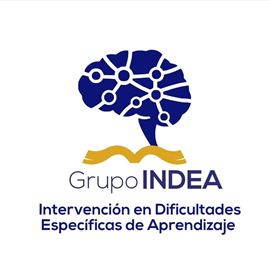 Grupo INDEA
Intervención en Dificultades
Específicas de Aprendizaje